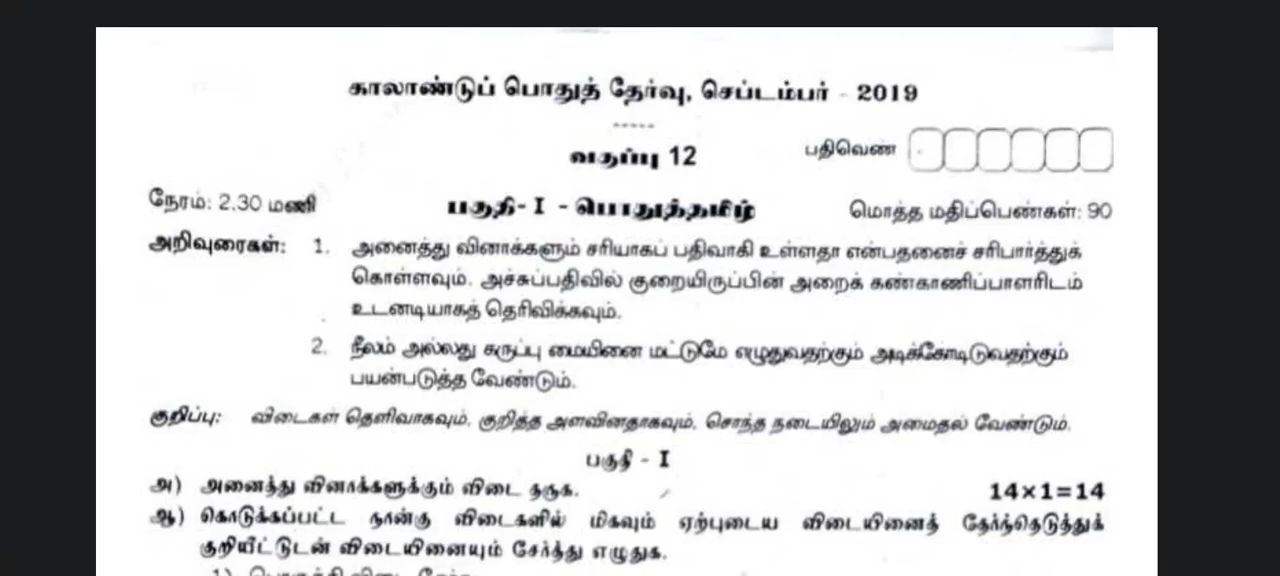 காலாண்டுப் பொதுத் தேர்வு, செப்டம்பர் - 2019
-----
வகுப்பு 12
பதிவெண்
நேரம்: 2.30 மணி பகுதி- I - பொதுத்தமிழ் மொத்த மதிப்பெண்கள்: 90
அறிவுரைகள்: 1. அனைத்து வினாக்களும் சரியாகப் பதிவாகி உள்ளதா என்பதனைச் சரிபார்த்துக்
கொள்ளவும். அச்சுப்பதிவில் குறையிருப்பின் அறைக் கண்காணிப்பாளரிடம்
உடனடியாகத் தெரிவிக்கவும்.
2. நீலம் அல்லது கருப்பு மையினை மட்டுமே எழுதுவதற்கும் அடிக்கோடிடுவதற்கும்
பயன்படுத்த வேண்டும்.
குறிப்பு: விடைகள் தெளிவாகவும், குறித்த அளவினதாகவும், சொந்த நடையிலும் அமைதல் வேண்டும்.
பகுதி - I
அ) அனைத்து வினாக்களுக்கும் விடை தருக. 14×1=14
ஆ) கொடுக்கப்பட்ட நான்கு விடைகளில் மிகவும் ஏற்புடைய விடையினைத் தேர்ந்தெடுத்துக்
குறியீட்டுடன் விடையினையும் சேர்த்து எழுதுக.